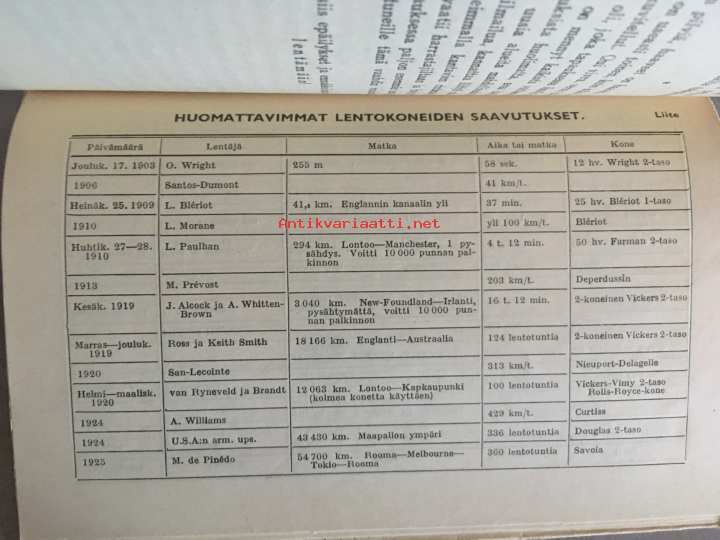 lentäniis
HUOMATTAVIMMAT LENTOKONEIDEN SAAVUTUKSET.
Liite
Päivämäärä Lentäjä Matka Aika tai matka Kone
Jouluk. 17. 1903 O. Wright 255 m 58 sek. 12 hv. Wright 2-taso
1906 Santos-Dumont 41 km/t.
Heinäk. 25. 1909 L. Blériot 41,8 km. Englannin kanaalin yli 37 min. 25 hv. Blériot 1-taso
1910 L. Morane yli 100 km/t. Blériot
Antikvariaatti.net
Huhtik. 27—28. 1910 L. Paulhan 294 km. Lontoo—Manchester, 1 py-
sähdys. Voitti 10 000 punnan pal-
kinnon 4 t. 12 min. 50 hv. Farman 2-taso
1913 M. Prévost 203 km/t. Deperdussin
Kesäk. 1919 J. Alcock ja A. Whitten-
Brown 3 040 km. New-Foundland—Irlanti,
pysähtymättä, voitti 10 000 pun-
nan palkinnon 16 t. 12 min. 2-koneinen Vickers 2-taso
Marras—jouluk.
1919 Ross ja Keith Smith 18 166 km. Englanti—Austraalia 124 lentotuntia 2-koneinen Vickers 2-taso
1920 San-Lecointe 313 km/t. Nieuport-Delagelle
Helmi—maalisk.
1920 van Ryneveld ja Brandt 12 063 km. Lontoo—Kapkaupunki
(kolmea konetta käyttäen) 100 lentotuntia Vickers-Vimy 2-taso
Rolls-Royce-kone
1924 A. Williams 429 km/t. Curtiss
1924 U.S.A:n arm. ups. 43 430 km. Maapallon ympäri 336 lentotuntia Douglas 2-taso
1925 M. de Pinédo 54 700 km. Rooma—Melbourne—
Tokio—Rooma 360 lentotuntia Savoia